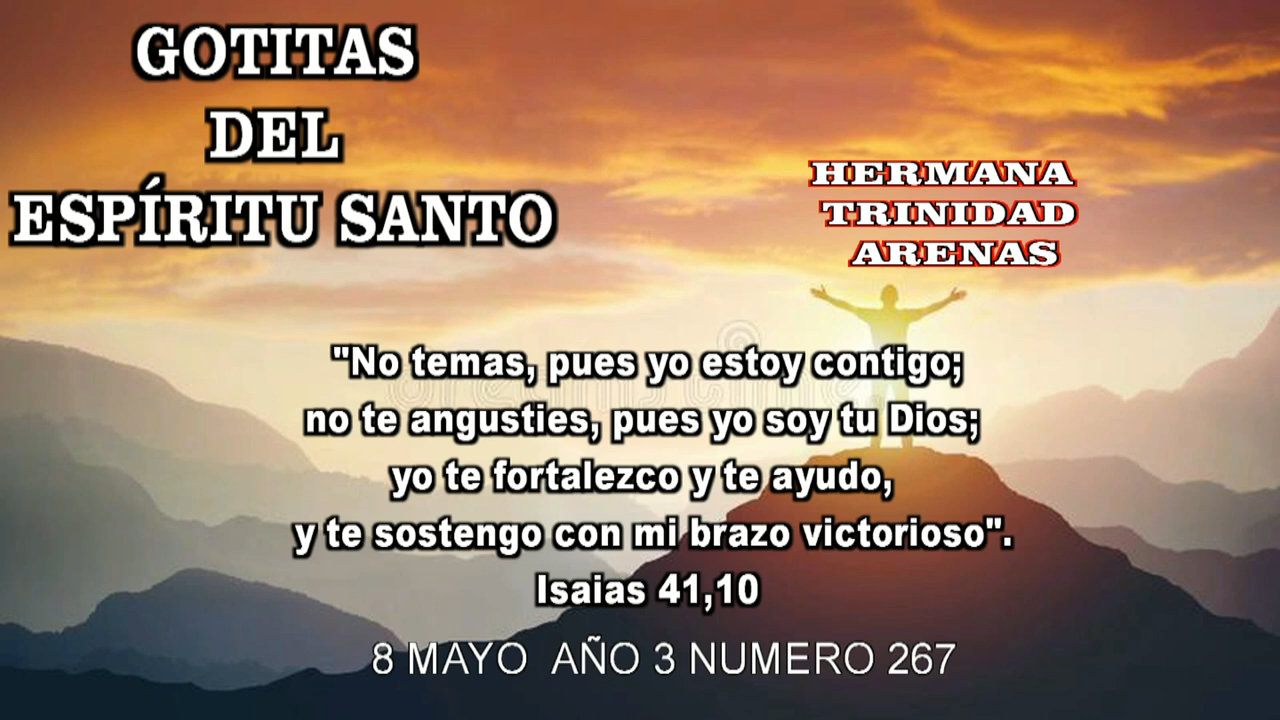 GOTITAS
DEL
ESPÍRITU SANTO
HERMANA
TRINIDAD
ARENAS
"No temas, pues yo estoy contigo;
no te angusties, pues yo soy tu Dios;
yo te fortalezco y te ayudo,
y te sostengo con mi brazo victorioso".
Isaias 41,10
8 MAYO AÑO 3 NUMERO 267